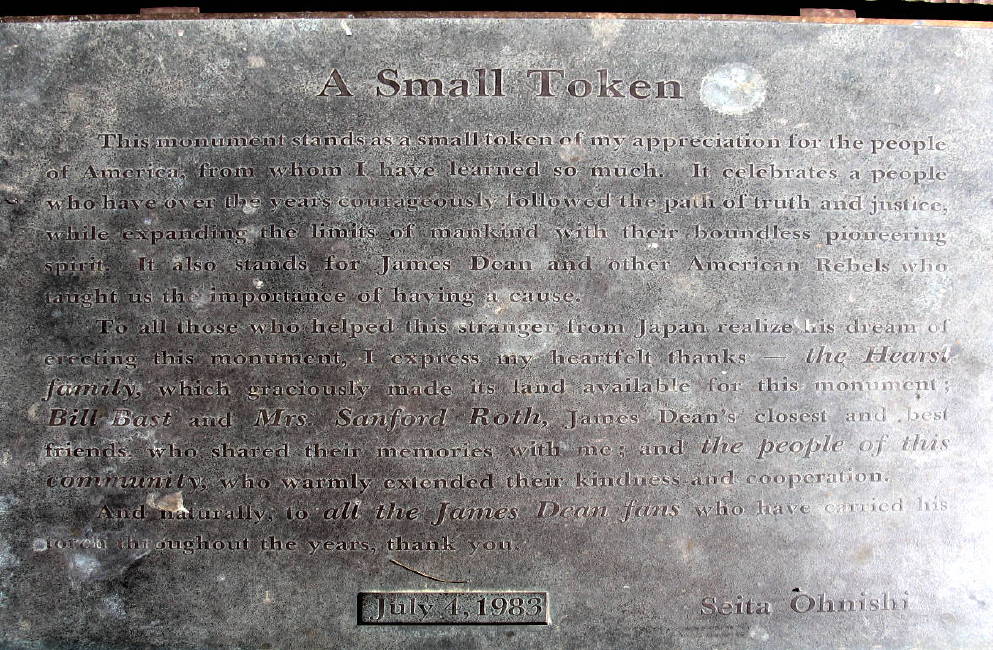 A Small Token
This monument stands as a small token of my appreciation for the people
of America, from whom I have learned so much. It celebrates a people
who have over the years courageously followed the path of truth and justice,
while expanding the limits of mankind with their boundless pioneering
spirit. It also stands for James Dean and other American Rebels who
taught us the importance of having a cause.
To all those who helped this stranger from Japan realize his dream of
erecting this monument, I express my heartfelt thanks — the Hearst
family, which graciously made its land available for this monument;
Bill Bast and Mrs. Sanford Roth, James Dean's closest and best
friends, who shared their memories with me; and the people of this
community, who warmly extended their kindness and cooperation.
And naturally, to all the James Dean fans who have carried his
torch throughout the years, thank you.
July 4, 1983
Seita Ohnishi